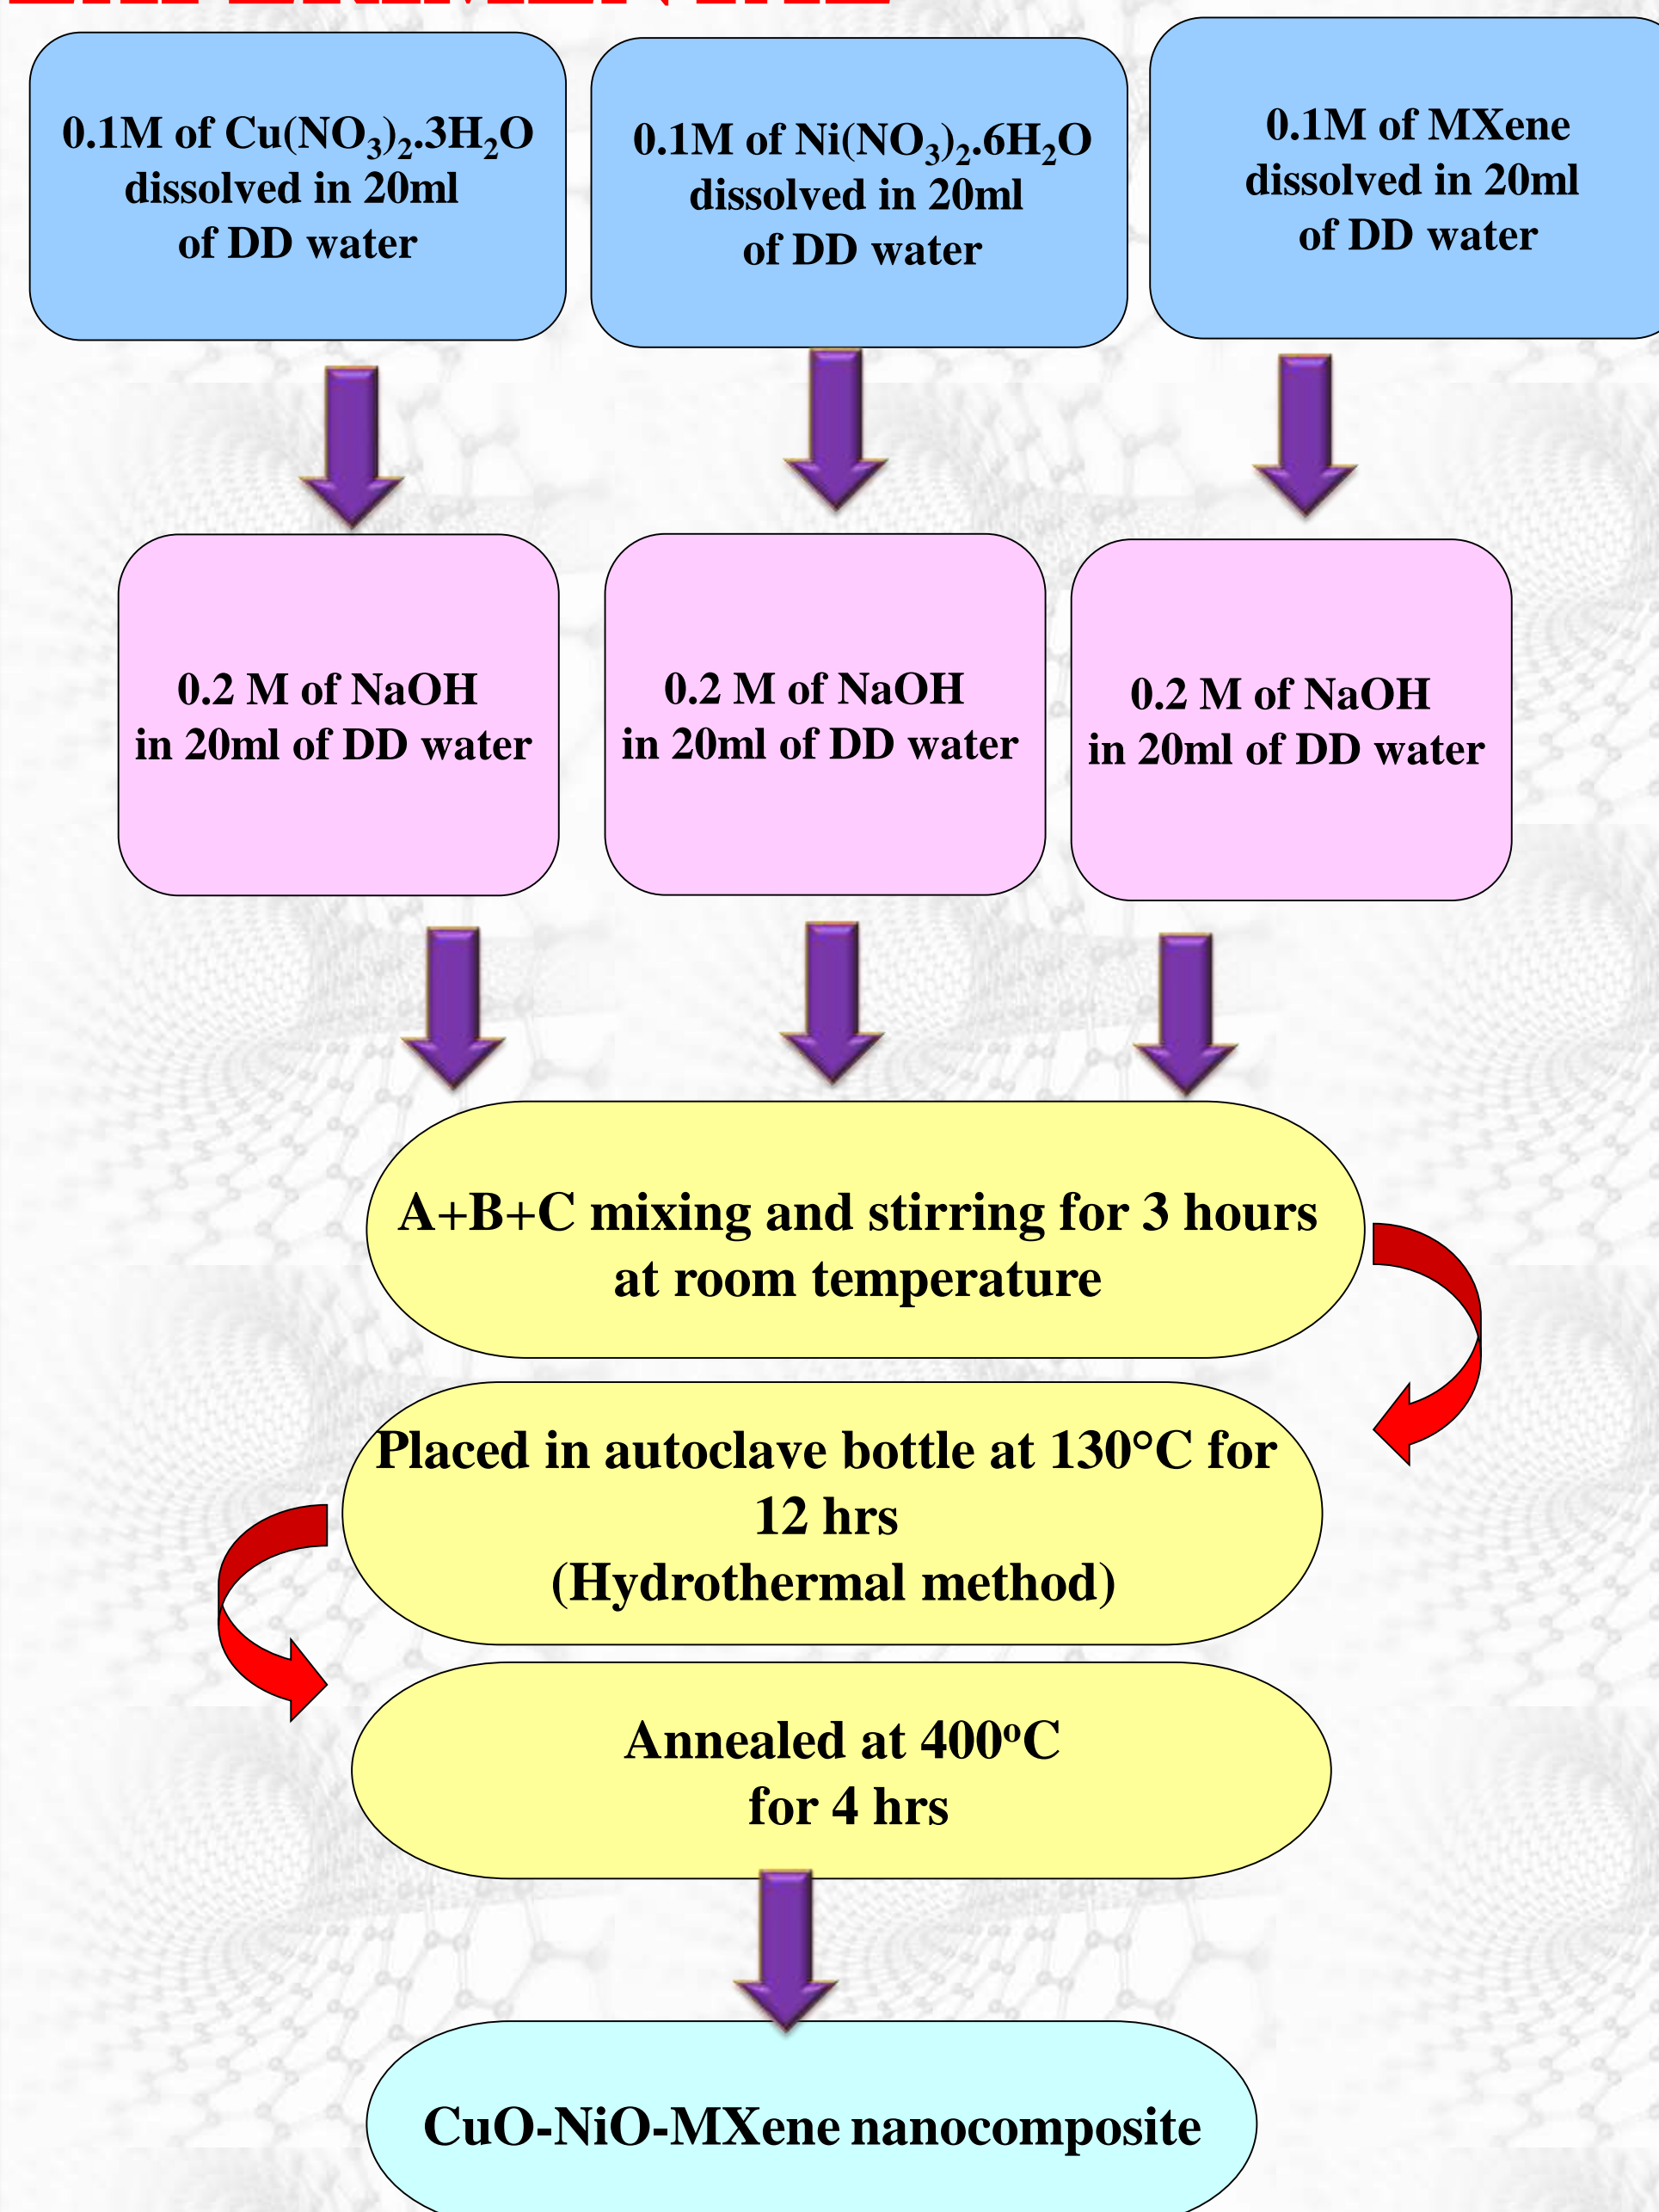 0.1M of Cu(NO₃)₂.3H₂O
dissolved in 20ml
of DD water
0.1M of Ni(NO₃)₂.6H₂O
dissolved in 20ml
of DD water
0.1M of MXene
dissolved in 20ml
of DD water
0.2 M of NaOH
in 20ml of DD water
0.2 M of NaOH
in 20ml of DD water
0.2 M of NaOH
in 20ml of DD water
A+B+C mixing and stirring for 3 hours
at room temperature
Placed in autoclave bottle at 130°C for
12 hrs
(Hydrothermal method)
Annealed at 400ᵒC
for 4 hrs
CuO-NiO-MXene nanocomposite